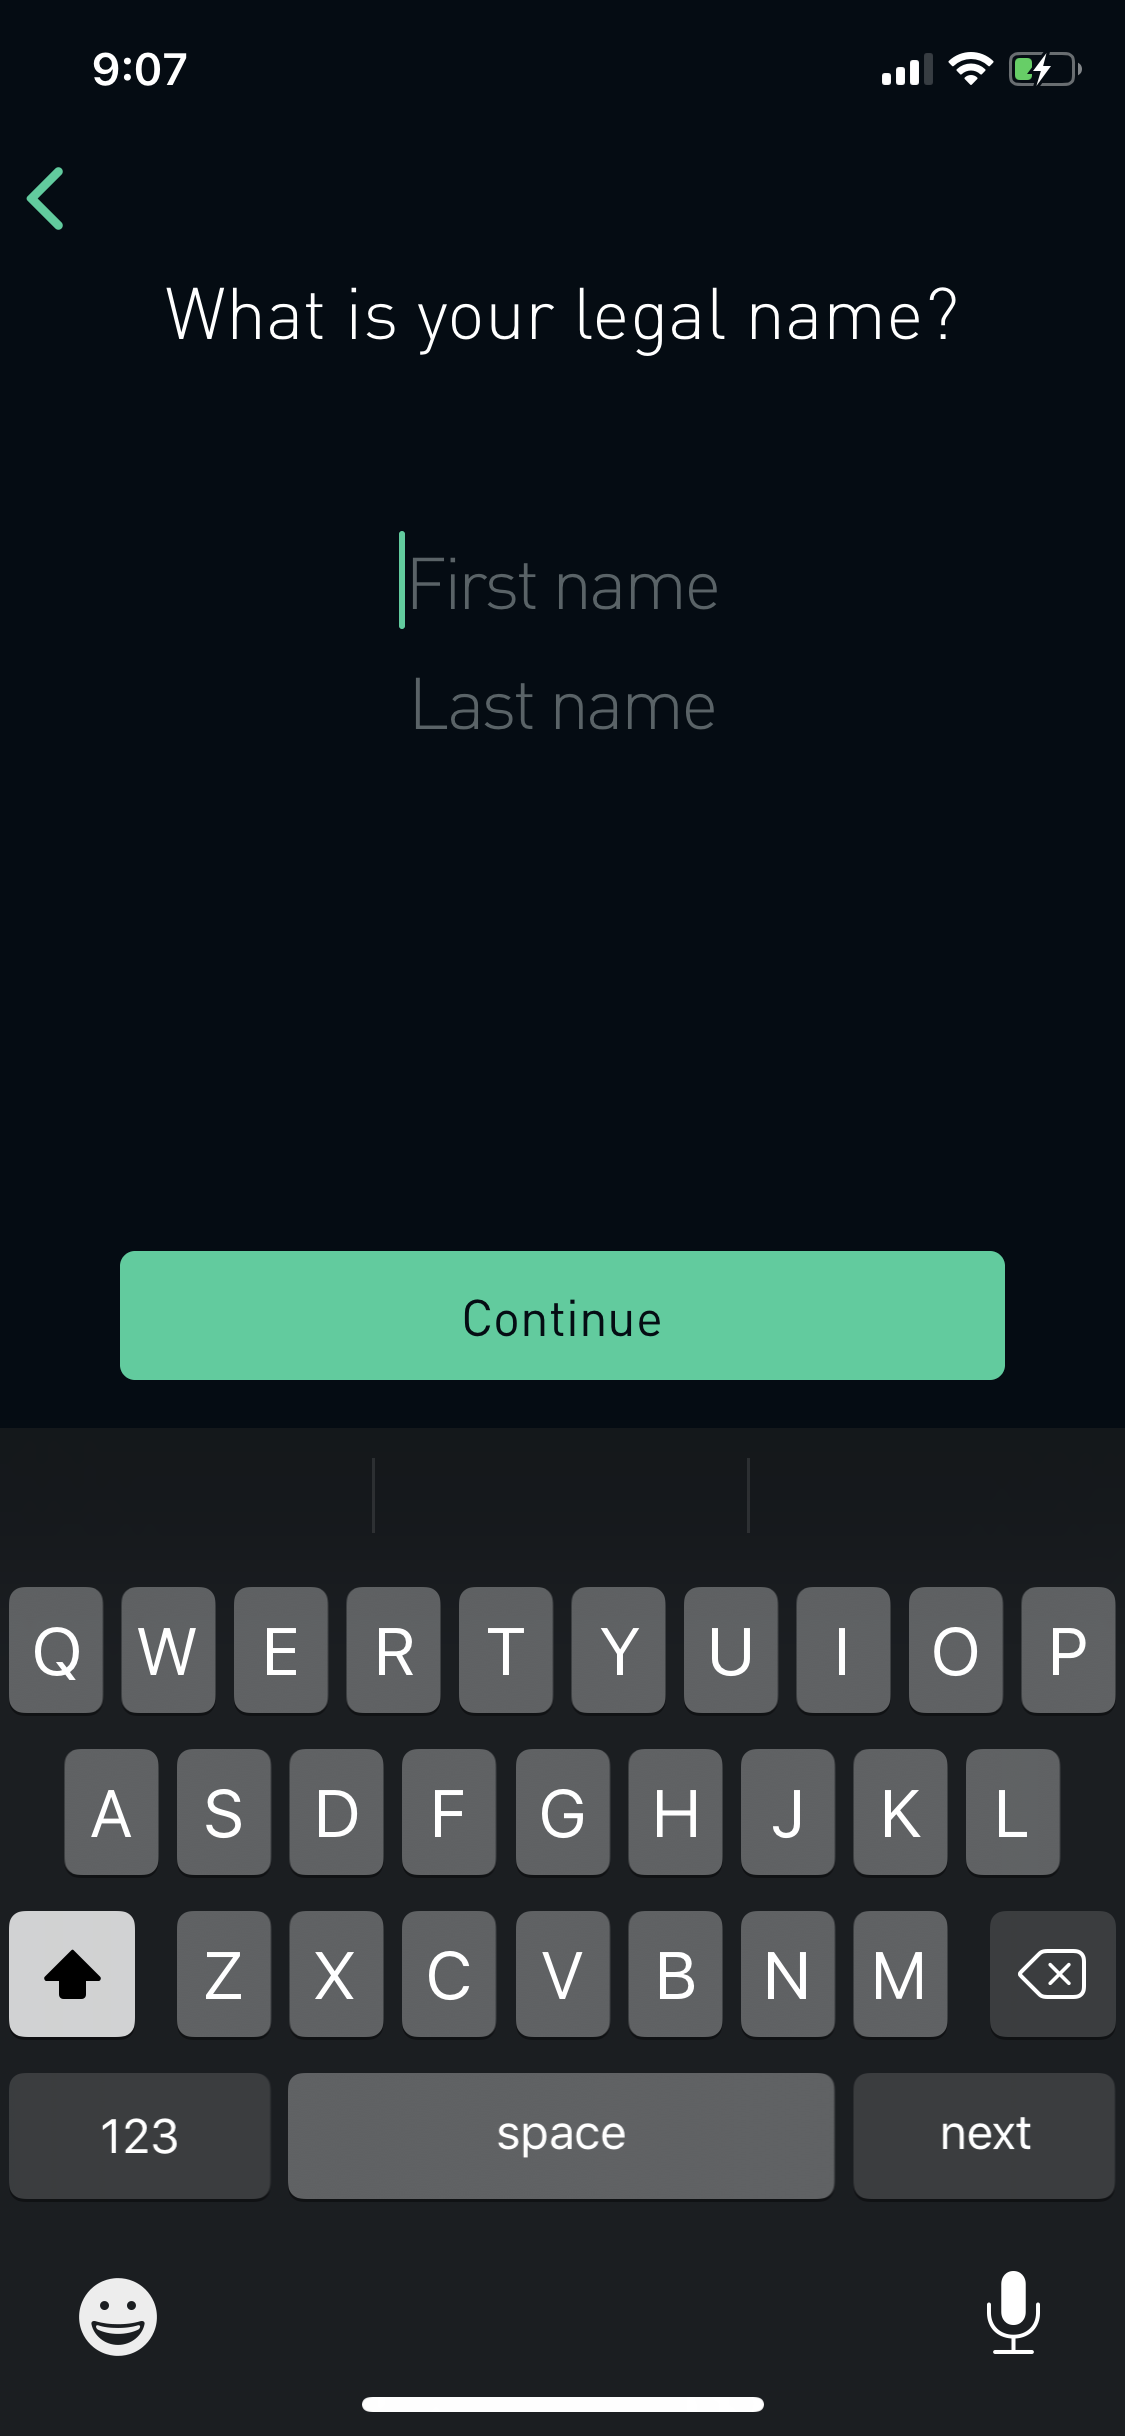 9:07
What is your legal name?
First name
Last name
Continue
Q W E R T Y U I O P
A S D F G H J K L
Z X C V B N M
123 space next